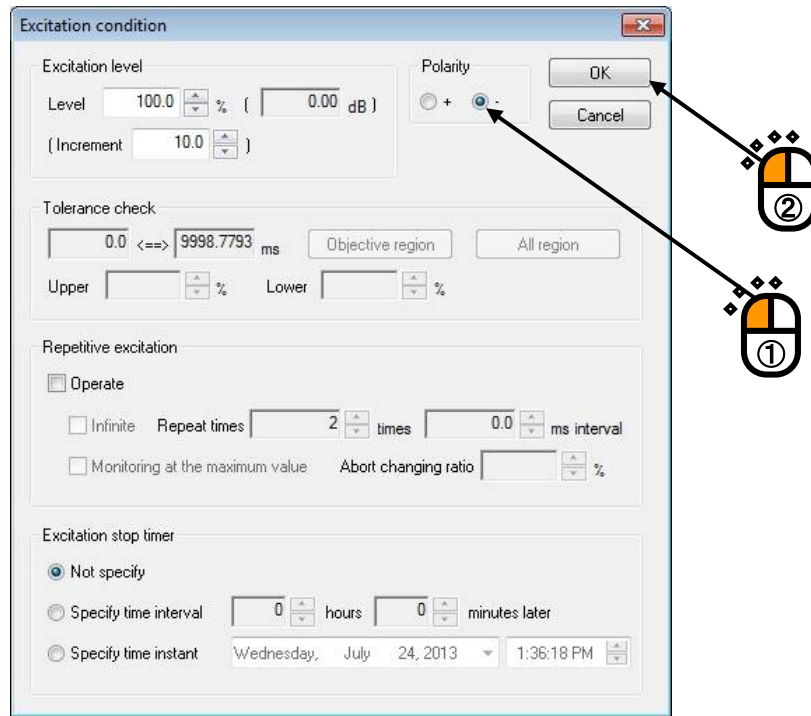 Excitation condition
Excitation level
Level 100.0 % ( 0.00 dB )
( Increment 10.0 )
Polarity
+ -
OK
Cancel
②
①
Tolerance check
0.0 <==> 9998.7793 ms Objective region All region
Upper % Lower %
Repetitive excitation
Operate
Infinite Repeat times 2 times 0.0 ms interval
Monitoring at the maximum value Abort changing ratio %
Excitation stop timer
Not specify
Specify time interval 0 hours 0 minutes later
Specify time instant Wednesday, July 24, 2013 1:36:18 PM